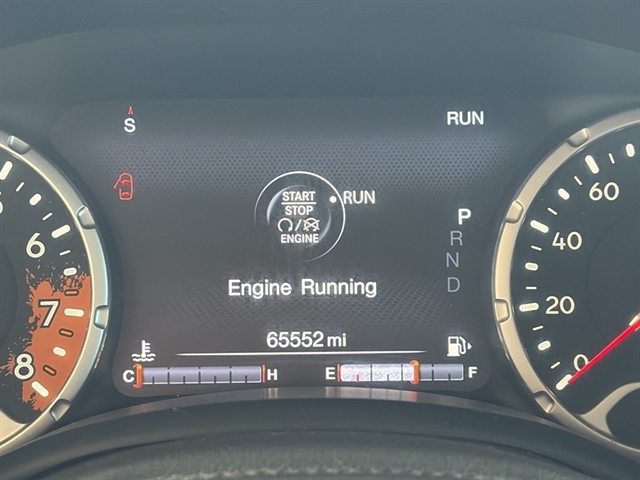 S
RUN
START
STOP
ENGINE
RUN
P
R
N
D
Engine Running
65552 mi
C H
E F
6
7
8
60
40
20
0